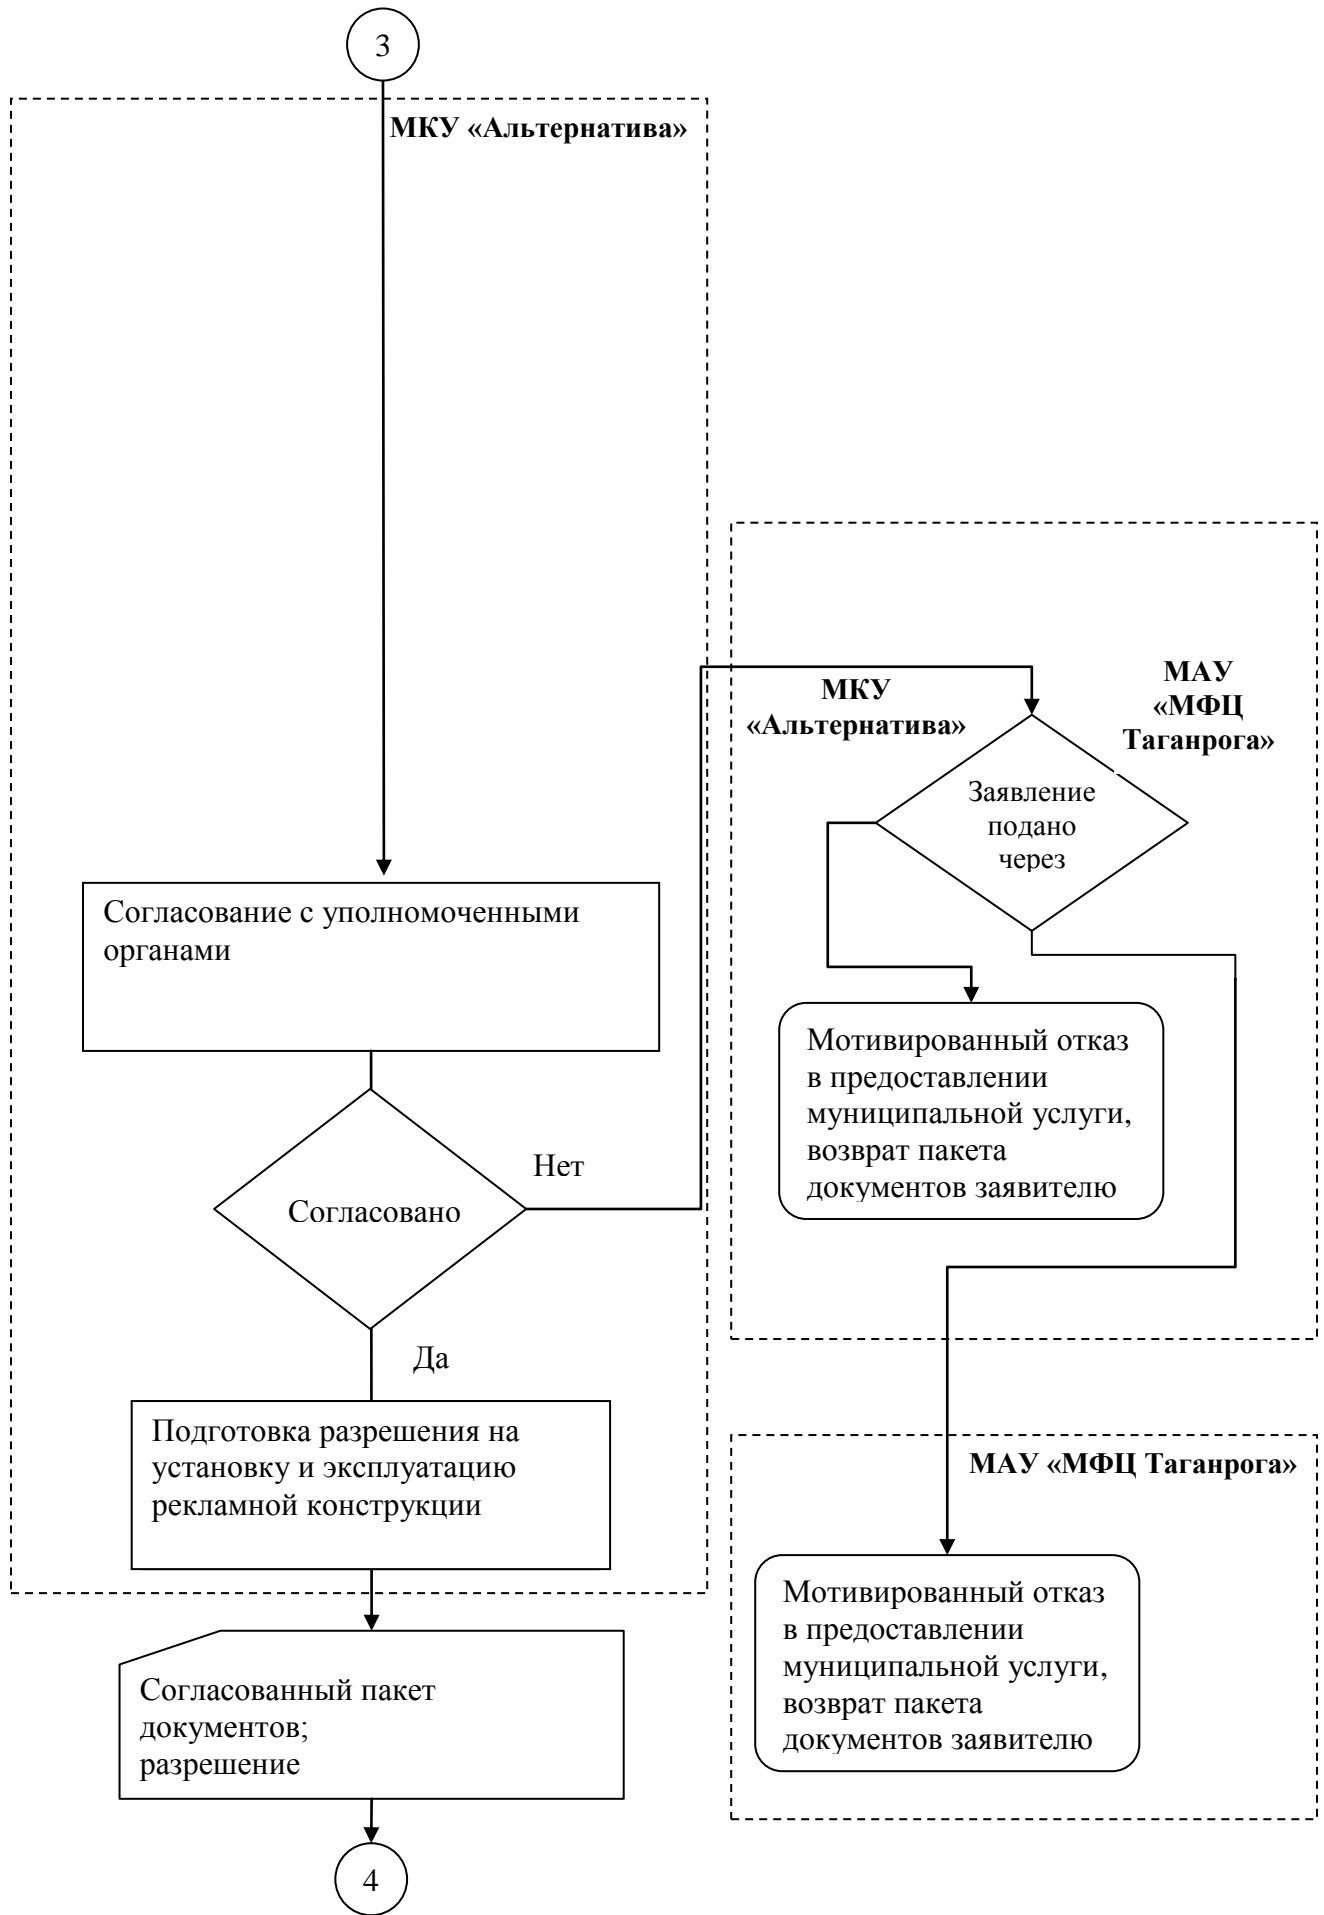 3
МКУ «Альтернатива»
МКУ
«Альтернатива»
МАУ
«МФЦ
Таганрога»
Заявление
подано
через
Согласование с уполномоченными
органами
Мотивированный отказ
в предоставлении
муниципальной услуги,
возврат пакета
документов заявителю
Нет
Согласовано
Да
Подготовка разрешения на
установку и эксплуатацию
рекламной конструкции
МАУ «МФЦ Таганрога»
Мотивированный отказ
в предоставлении
муниципальной услуги,
возврат пакета
документов заявителю
Согласованный пакет
документов;
разрешение
4